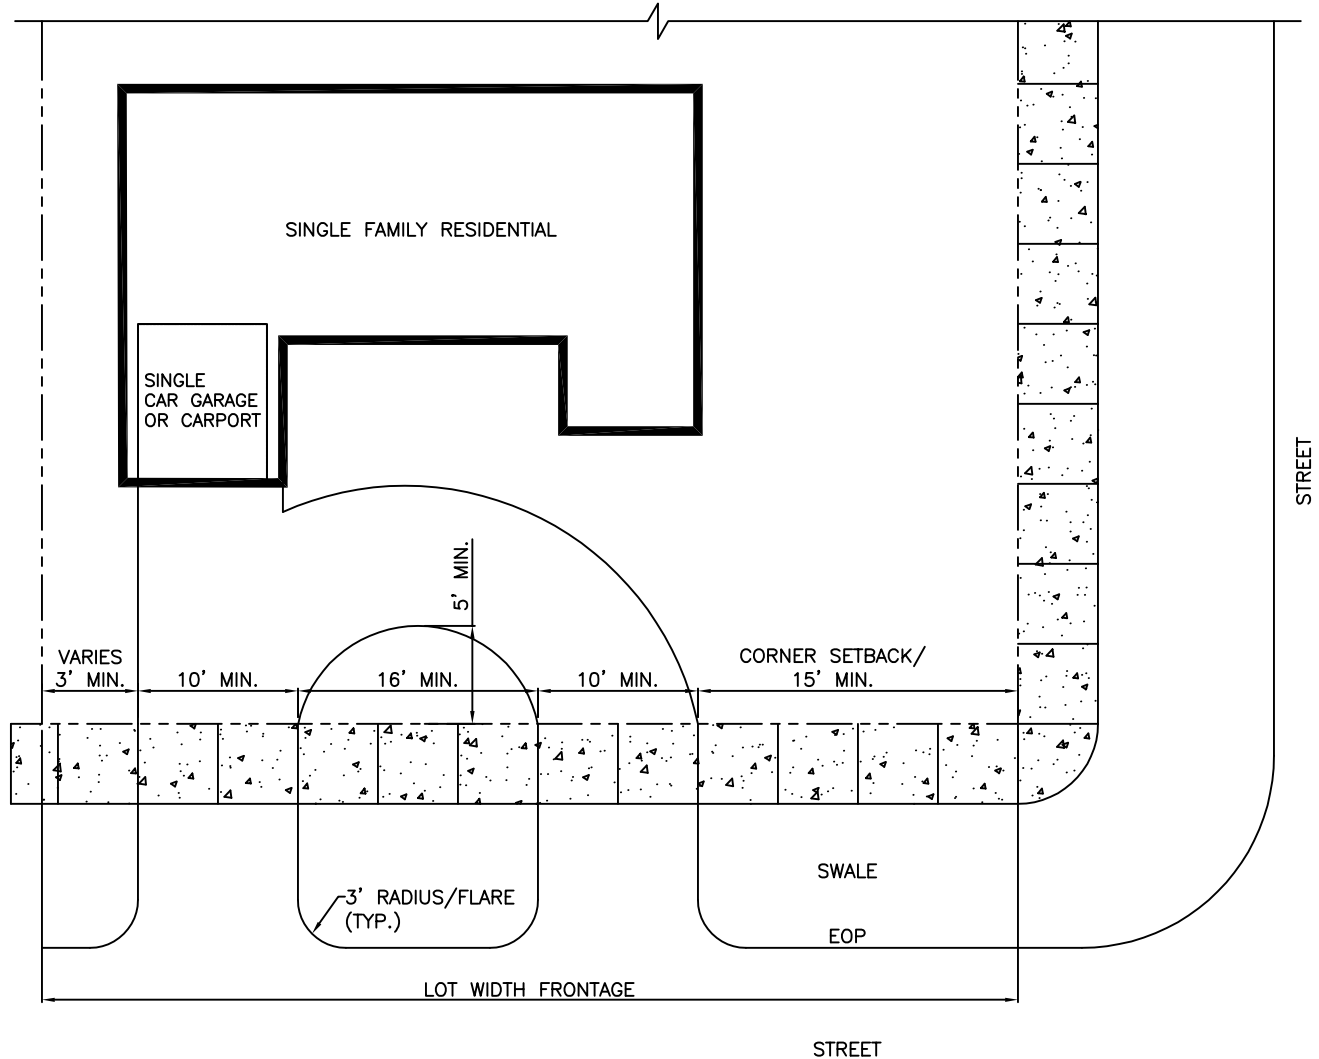 SINGLE FAMILY RESIDENTIAL
SINGLE
CAR GARAGE
OR CARPORT
STREET
5' MIN.
VARIES
3' MIN.
10' MIN.
16' MIN.
10' MIN.
CORNER SETBACK/
15' MIN.
SWALE
3' RADIUS/FLARE
(TYP.)
EOP
LOT WIDTH FRONTAGE
STREET